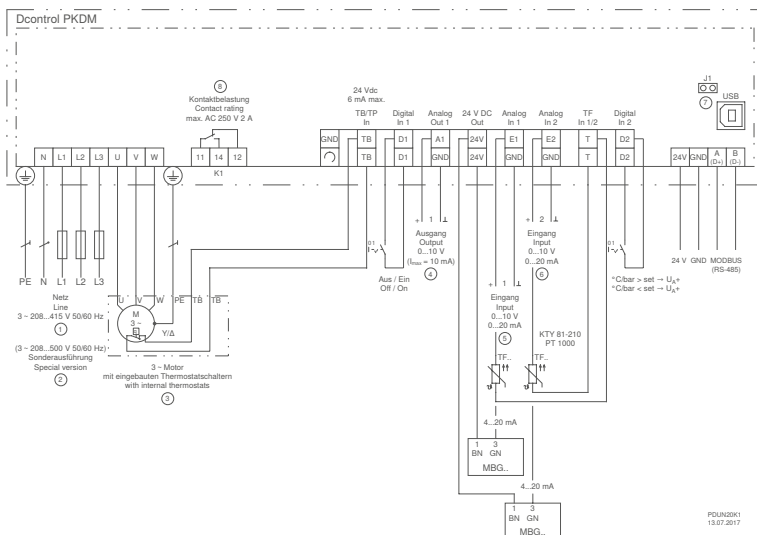 Dcontrol PKDM
8
Kontaktbelastung
Contact rating
max. AC 250 V 2 A
24 Vdc
6 mA max.
TB/TP
In
Digital
In 1
Analog
Out 1
24 V DC
Out
Analog
In 1
Analog
In 2
TF
In 1/2
Digital
In 2
J1
7
USB
GND TB D1 A1 24V E1 E2 T D2
TB D1 GND 24V GND GND T D2
N L1 L2 L3 U V W
11 14 12
K1
24V GND A (D+) B (D-)
PE N L1 L2 L3
Netz
Line
3 ~ 208...415 V 50/60 Hz
1
(3 ~ 208...500 V 50/60 Hz)
Sonderausführung
Special version
2
U V W PE TB TB
M
3 ~
Y/Δ
3 ~ Motor
mit eingebauten Thermostatschaltern
with internal thermostats
3
0 1
Aus / Ein
Off / On
+ 1 ⊥
Ausgang
Output
0...10 V
(Imax = 10 mA)
4
+ 1 ⊥
Eingang
Input
0...10 V
0...20 mA
5
+ 2 ⊥
Eingang
Input
0...10 V
0...20 mA
6
0 1
°C/bar > set → UA+
°C/bar < set → UA+
24 V GND MODBUS
(RS-485)
KTY 81-210
PT 1000
TF..
TF..
4...20 mA
1 3
BN GN
MBG..
4...20 mA
1 3
BN GN
MBG..
PDUN20K1
13.07.2017